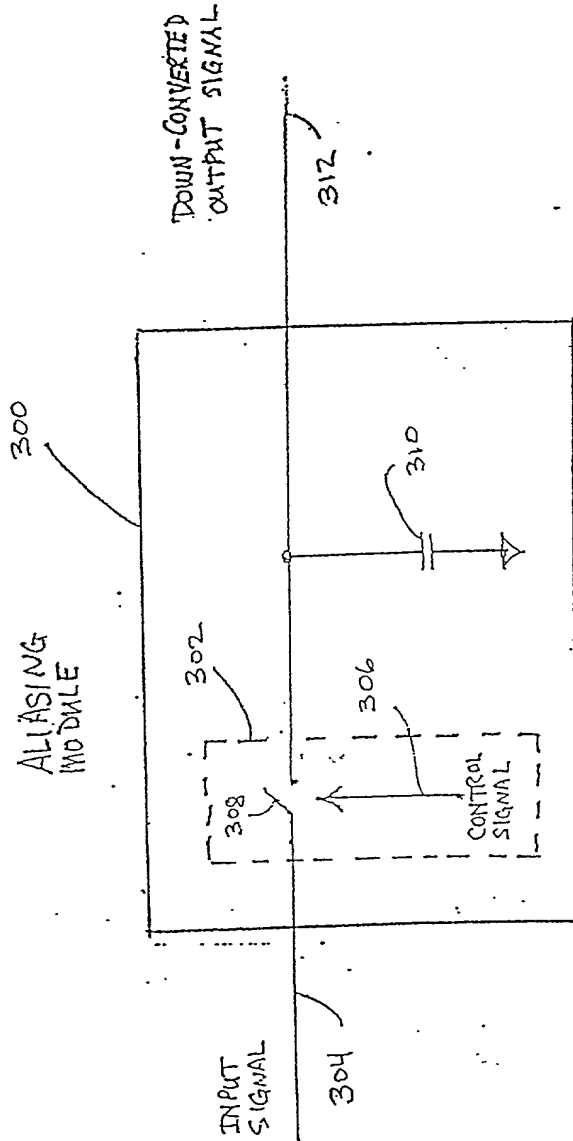 ALIASING
MODULE
300
INPUT
SIGNAL
304
302
308
306
CONTROL
SIGNAL
310
DOWN-CONVERTED
OUTPUT SIGNAL
312